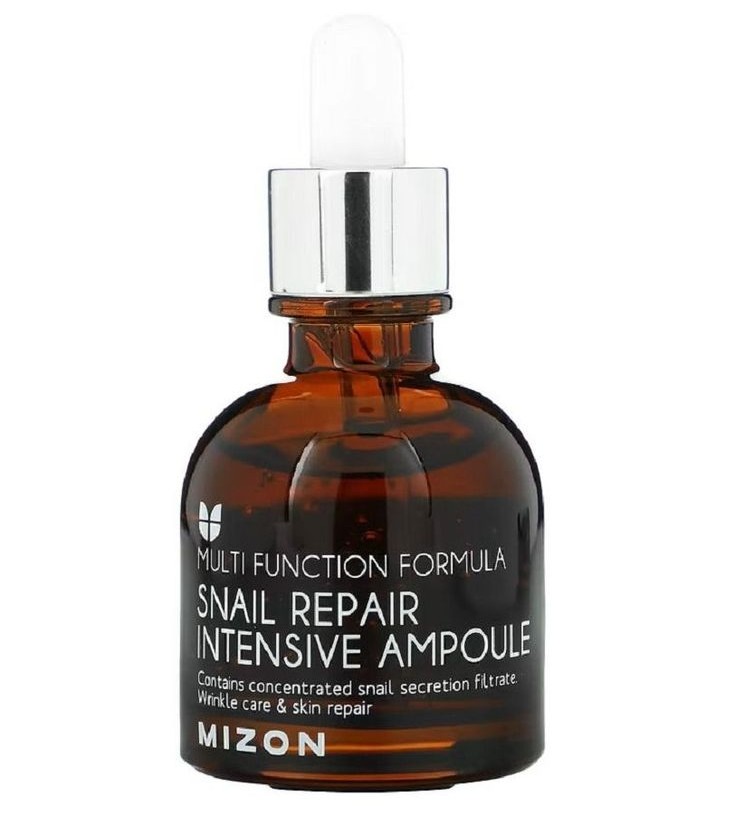 MULTI FUNCTION FORMULA
SNAIL REPAIR
INTENSIVE AMPOULE
Contains concentrated snail secretion filtrate.
Wrinkle care & skin repair
MIZON